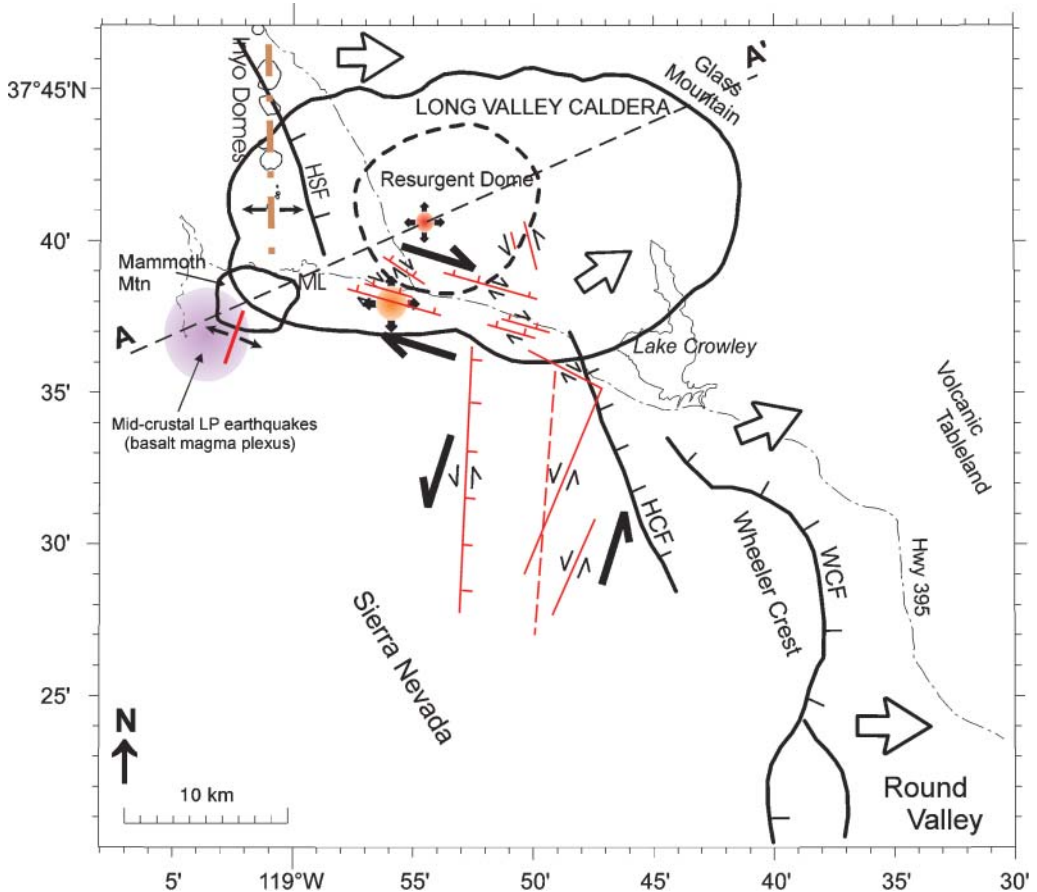 A'
Glass
Mountain
37°45'N
LONG VALLEY CALDERA
Inyo Domes
HSF
Resurgent Dome
40'
Mammoth
Mtn
ML
A
Lake Crowley
35'
Mid-crustal LP earthquakes
(basalt magma plexus)
Volcanic
Tableland
30'
HCF
Wheeler Crest
WCF
Hwy 395
Sierra Nevada
25'
N
10 km
Round
Valley
5'
119°W
55'
50'
45'
40'
35'
30'